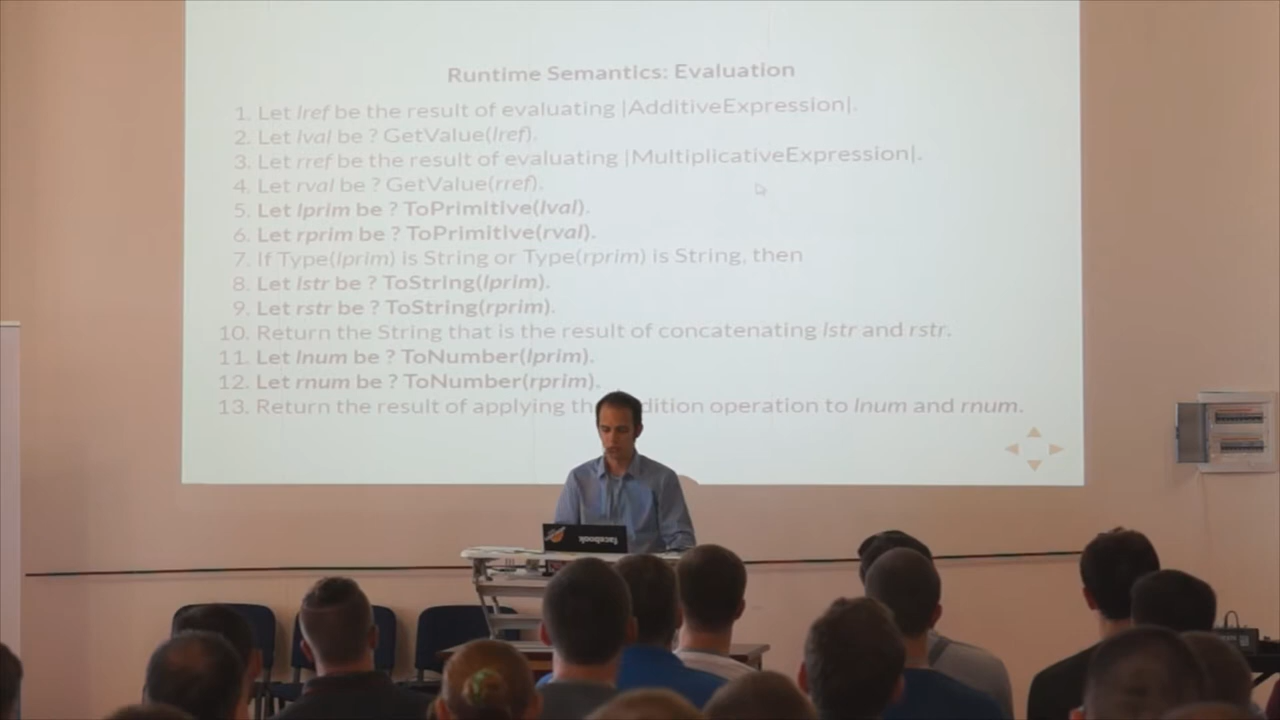 Runtime Semantics: Evaluation
1. Let lref be the result of evaluating |AdditiveExpression|.
2. Let lval be ? GetValue(lref).
3. Let rref be the result of evaluating |MultiplicativeExpression|.
4. Let rval be ? GetValue(rref).
5. Let lprim be ? ToPrimitive(lval).
6. Let rprim be ? ToPrimitive(rval).
7. If Type(lprim) is String or Type(rprim) is String, then
8. Let lstr be ? ToString(lprim).
9. Let rstr be ? ToString(rprim).
10. Return the String that is the result of concatenating lstr and rstr.
11. Let lnum be ? ToNumber(lprim).
12. Let rnum be ? ToNumber(rprim).
13. Return the result of applying th dition operation to lnum and rnum.
facebook